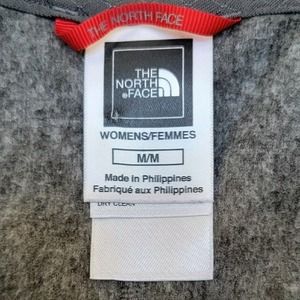 THE NORTH FACE
THE
NORTH
FACE
WOMENS/FEMMES
M/M
Made in Philippines
Fabriqué aux Philippines
DRY CLEAN